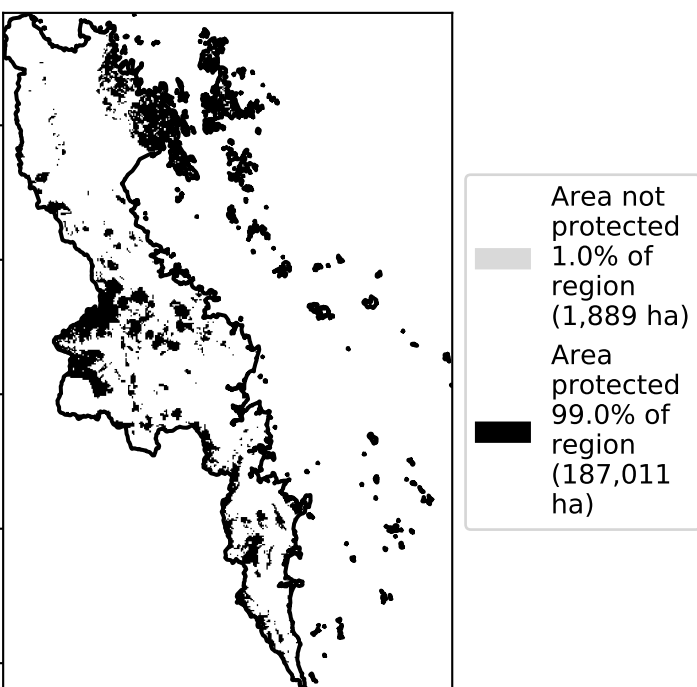 Area not
protected
1.0% of
region
(1,889 ha)
Area
protected
99.0% of
region
(187,011
ha)